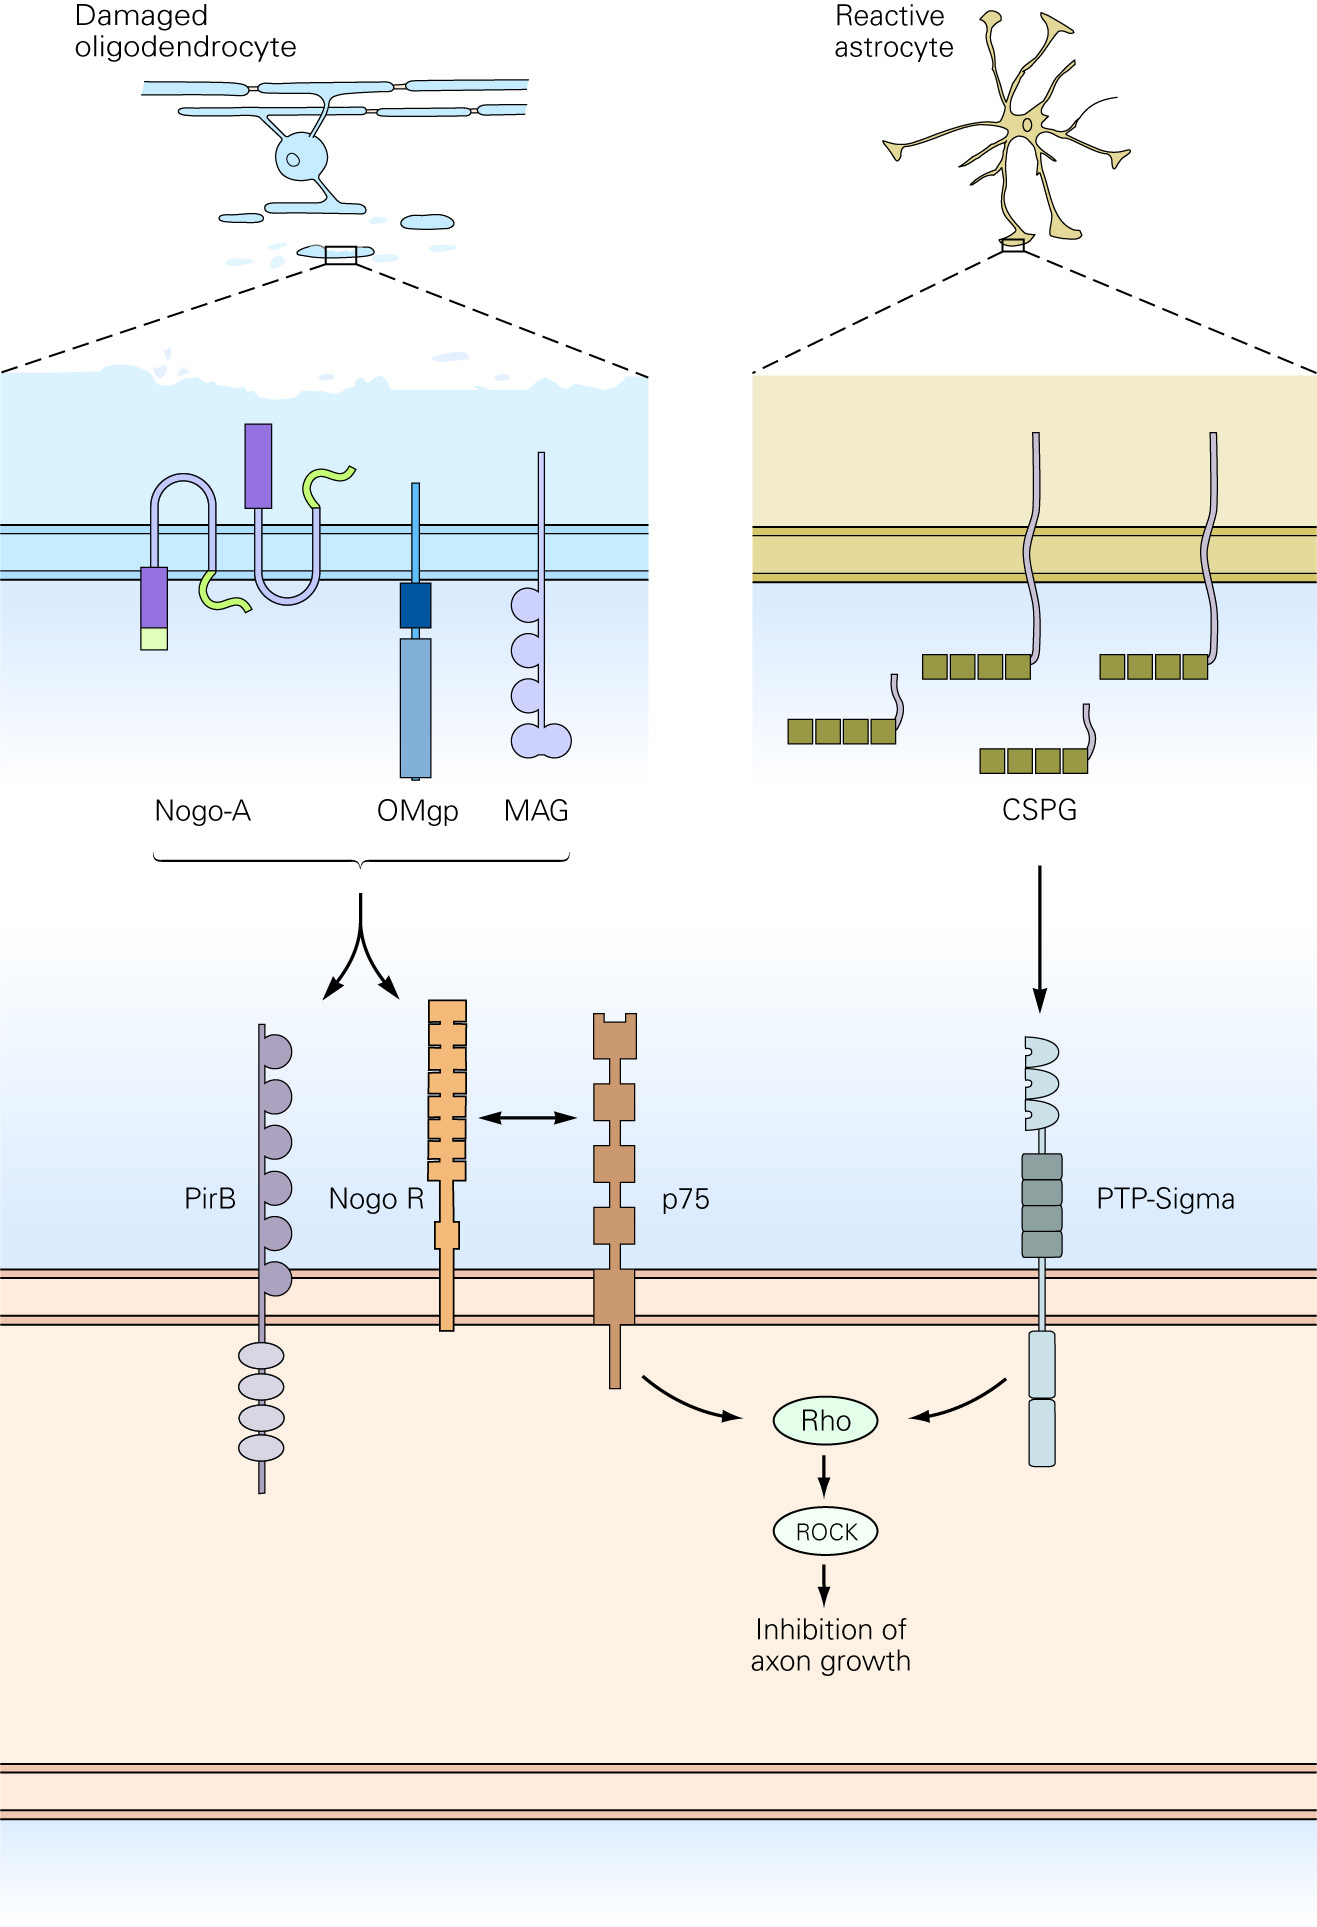 Damaged
oligodendrocyte
Reactive
astrocyte
Nogo-A
OMgp
MAG
CSPG
PirB
Nogo R
p75
PTP-Sigma
Rho
ROCK
Inhibition of
axon growth